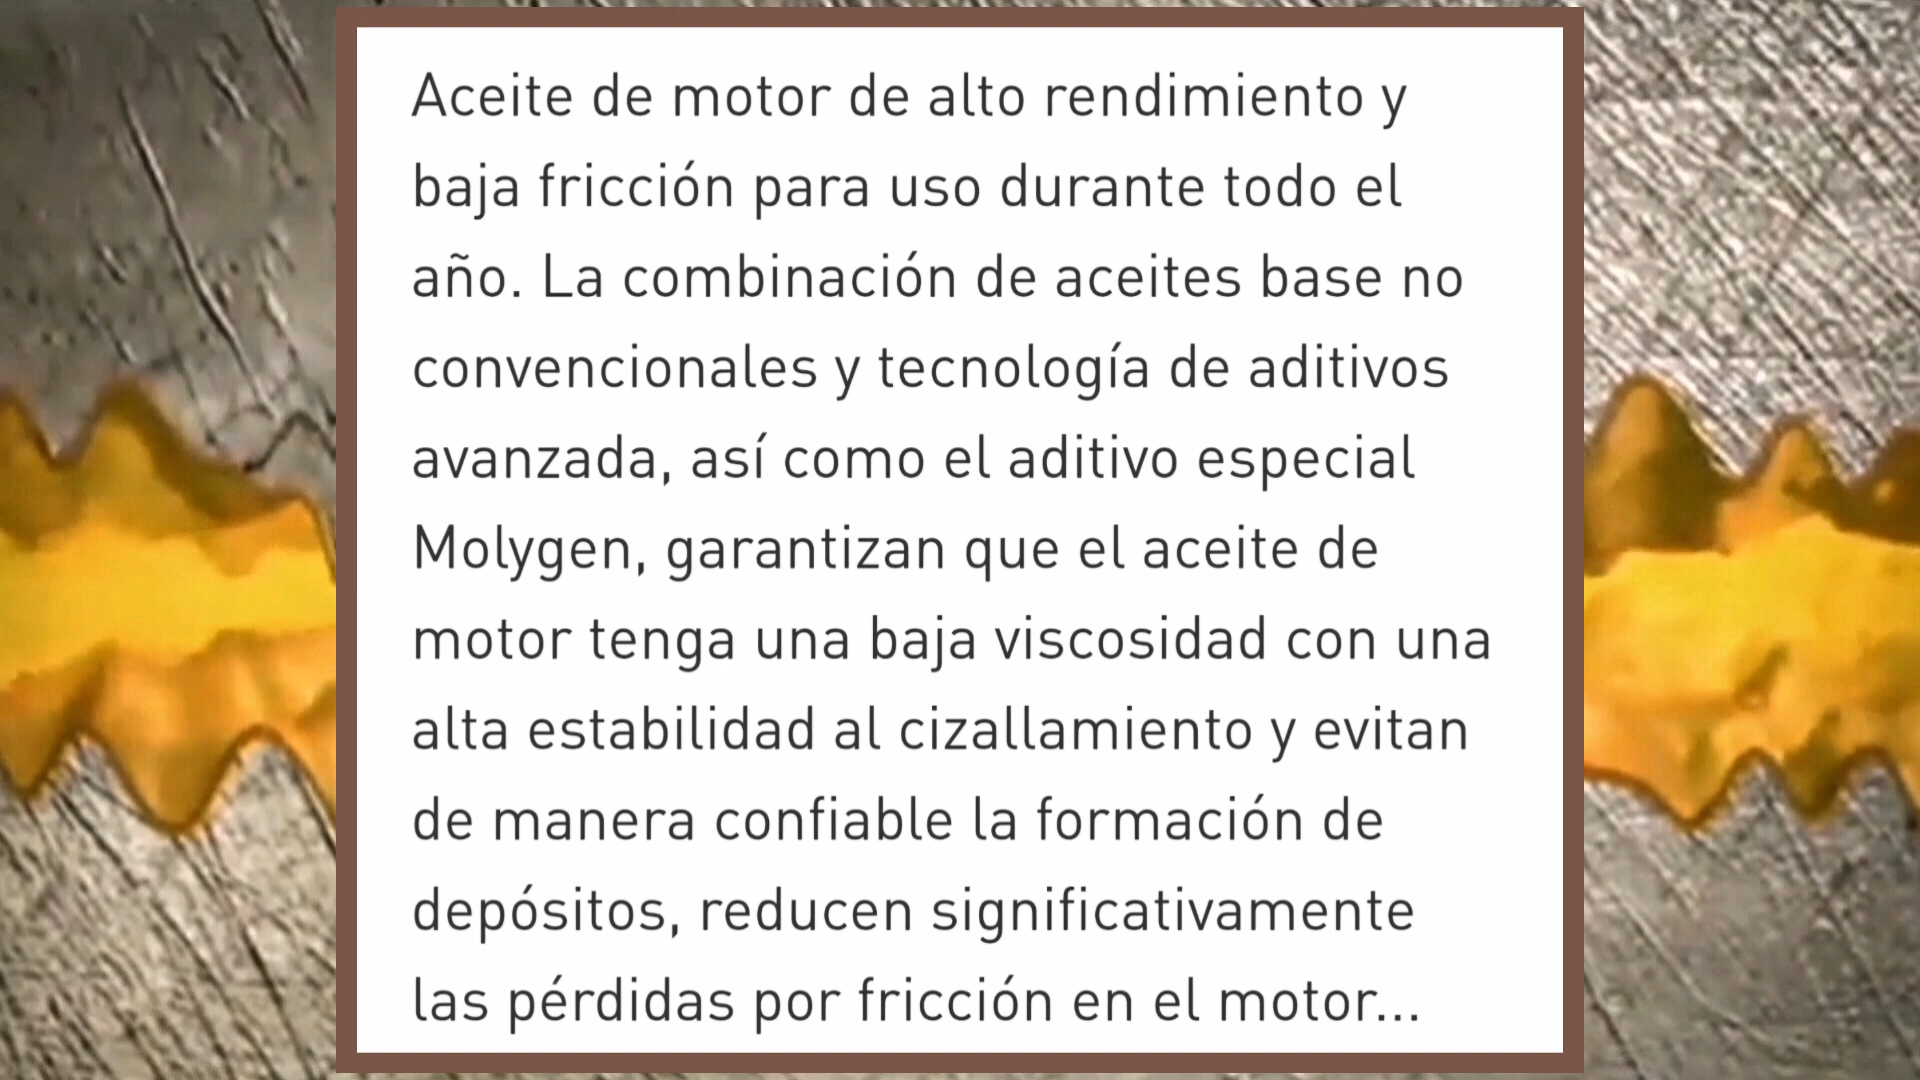 Aceite de motor de alto rendimiento y
baja fricción para uso durante todo el
año. La combinación de aceites base no
convencionales y tecnología de aditivos
avanzada, así como el aditivo especial
Molygen, garantizan que el aceite de
motor tenga una baja viscosidad con una
alta estabilidad al cizallamiento y evitan
de manera confiable la formación de
depósitos, reducen significativamente
las pérdidas por fricción en el motor...